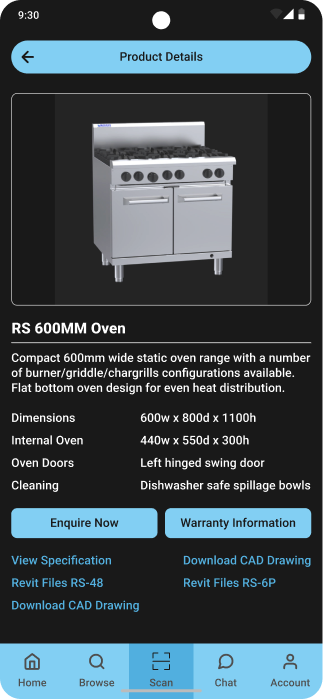 9:30
Product Details
RS 600MM Oven
Compact 600mm wide static oven range with a number
of burner/griddle/chargrills configurations available.
Flat bottom oven design for even heat distribution.
Dimensions 600w x 800d x 1100h
Internal Oven 440w x 550d x 300h
Oven Doors Left hinged swing door
Cleaning Dishwasher safe spillage bowls
Enquire Now Warranty Information
View Specification Download CAD Drawing
Revit Files RS-48 Revit Files RS-6P
Download CAD Drawing
Home Browse Scan Chat Account